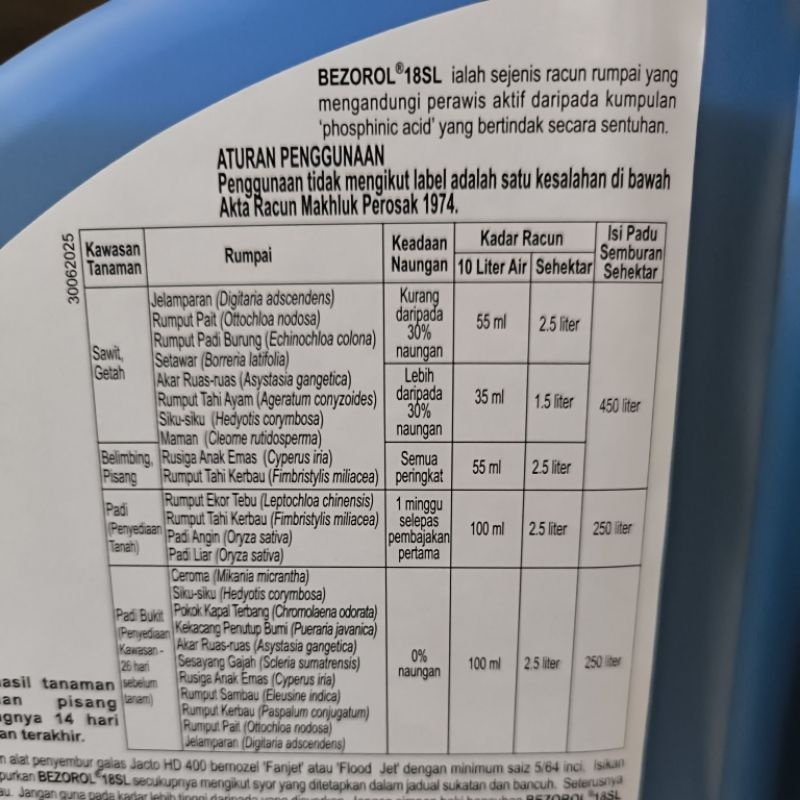 BEZOROL®18SL ialah sejenis racun rumpai yang
mengandungi perawis aktif daripada kumpulan
'phosphinic acid' yang bertindak secara sentuhan.
ATURAN PENGGUNAAN
Penggunaan tidak mengikut label adalah satu kesalahan di bawah
Akta Racun Makhluk Perosak 1974.
30062025
Kawasan Tanaman Rumpai Keadaan Naungan Kadar Racun Isi Padu Semburan Sehektar
10 Liter Air Sehektar
Sawit, Getah
Jelamparan (Digitaria adscendens)
Rumput Pait (Ottochloa nodosa)
Rumput Padi Burung (Echinochloa colona)
Setawar (Borreria latifolia)
Akar Ruas-ruas (Asystasia gangetica)
Rumput Tahi Ayam (Ageratum conyzoides)
Siku-siku (Hedyotis corymbosa)
Maman (Cleome rutidosperma)
Kurang daripada 30% naungan 55 ml 2.5 liter
Lebih daripada 30% naungan 35 ml 1.5 liter
450 liter
Belimbing, Pisang
Rusiga Anak Emas (Cyperus iria)
Rumput Tahi Kerbau (Fimbristylis miliacea)
Semua peringkat 55 ml 2.5 liter
Padi (Penyediaan Tanah)
Rumput Ekor Tebu (Leptochloa chinensis)
Rumput Tahi Kerbau (Fimbristylis miliacea)
Padi Angin (Oryza sativa)
Padi Liar (Oryza sativa)
1 minggu selepas pembajakan pertama 100 ml 2.5 liter 250 liter
Padi Bukit (Penyediaan Kawasan - 26 hari sebelum tanam)
Ceroma (Mikania micrantha)
Siku-siku (Hedyotis corymbosa)
Pokok Kapal Terbang (Chromolaena odorata)
Kekacang Penutup Bumi (Pueraria javanica)
Akar Ruas-ruas (Asystasia gangetica)
Sesayang Gajah (Scleria sumatrensis)
Rusiga Anak Emas (Cyperus iria)
Rumput Sambau (Eleusine indica)
Rumput Kerbau (Paspalum conjugatum)
Rumput Pait (Ottochloa nodosa)
Jelamparan (Digitaria adscendens)
0% naungan 100 ml 2.5 liter 250 liter
hasil tanaman
pisang
14 hari
terakhir.
alat penyembur galas Jacto HD 400 bernozel 'Fanjet' atau 'Flood Jet' dengan minimum saiz 5/64 inci. Isikan
BEZOROL®18SL secukupnya mengikut syor yang ditetapkan dalam jadual sukatan dan bancuh. Seterusnya